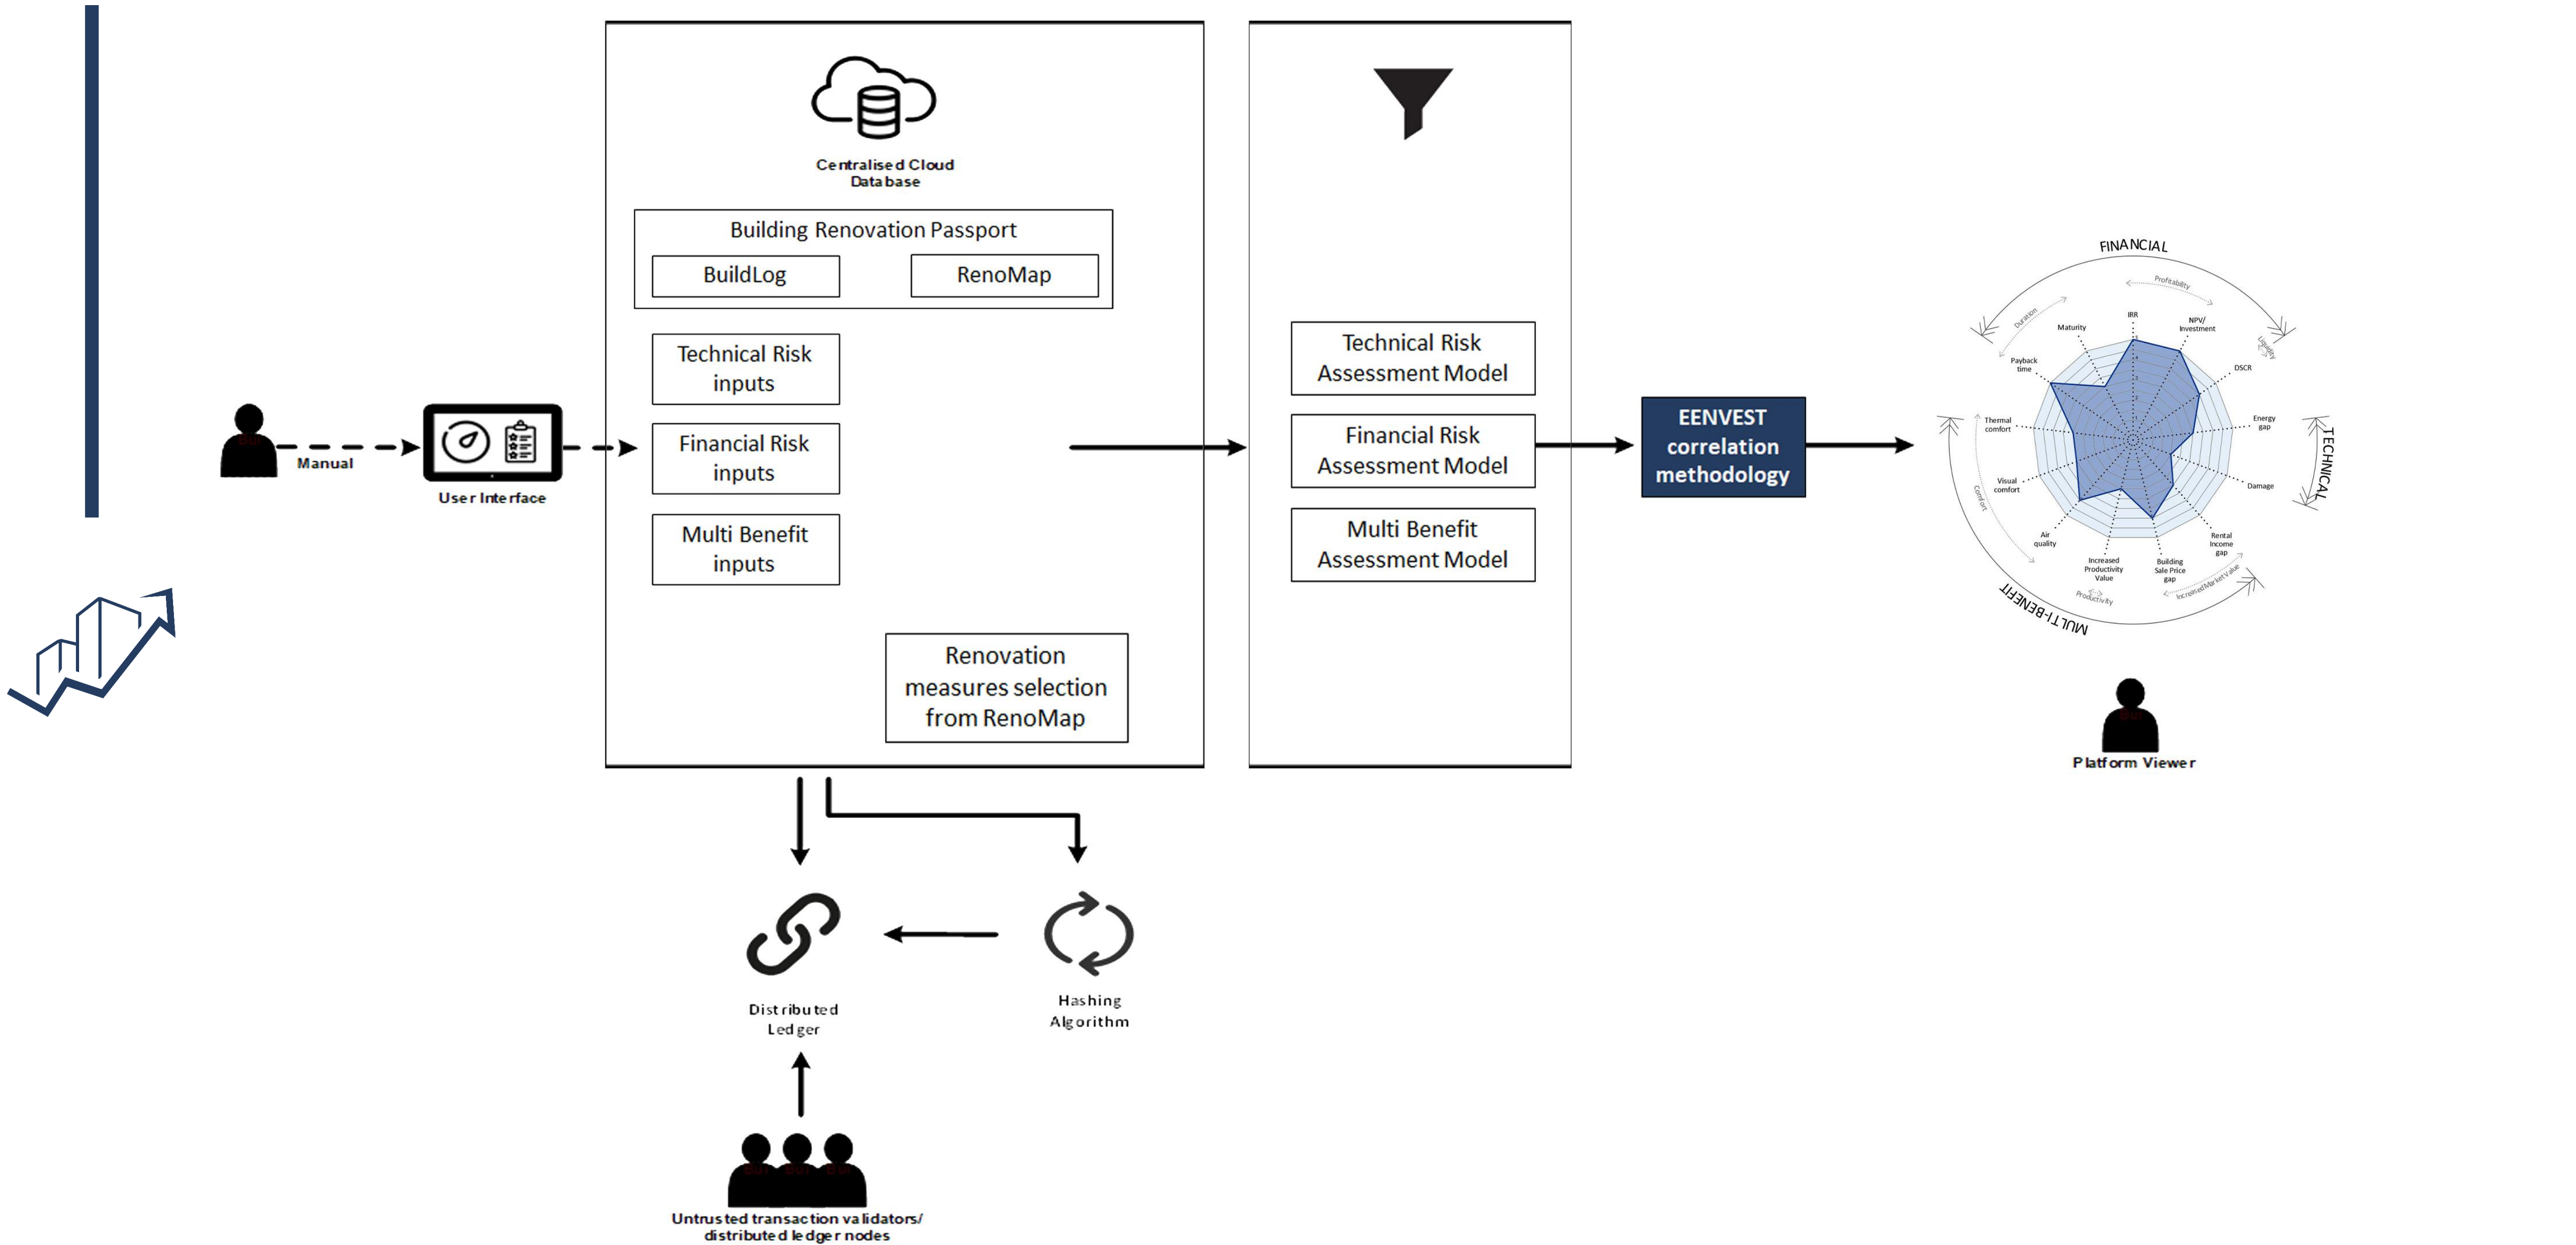 Centralised Cloud
Database
Building Renovation Passport
BuildLog
RenoMap
Technical Risk
inputs
Financial Risk
inputs
Multi Benefit
inputs
Renovation
measures selection
from RenoMap
Manual
User Interface
Technical Risk
Assessment Model
Financial Risk
Assessment Model
Multi Benefit
Assessment Model
EENVEST
correlation
methodology
FINANCIAL
Profitability
Duration
Liquidity
IRR
NPV/
Investment
Maturity
Payback
time
DSCR
Energy
gap
TECHNICAL
Thermal
comfort
Visual
comfort
Comfort
Damage
Air
quality
Rental
Income
gap
Increased
Productivity
Value
Building
Sale Price
gap
Productivity
Increased Market Value
MULTI-BENEFIT
Platform Viewer
Distributed
Ledger
Hashing
Algorithm
Untrusted transaction validators/
distributed ledger nodes